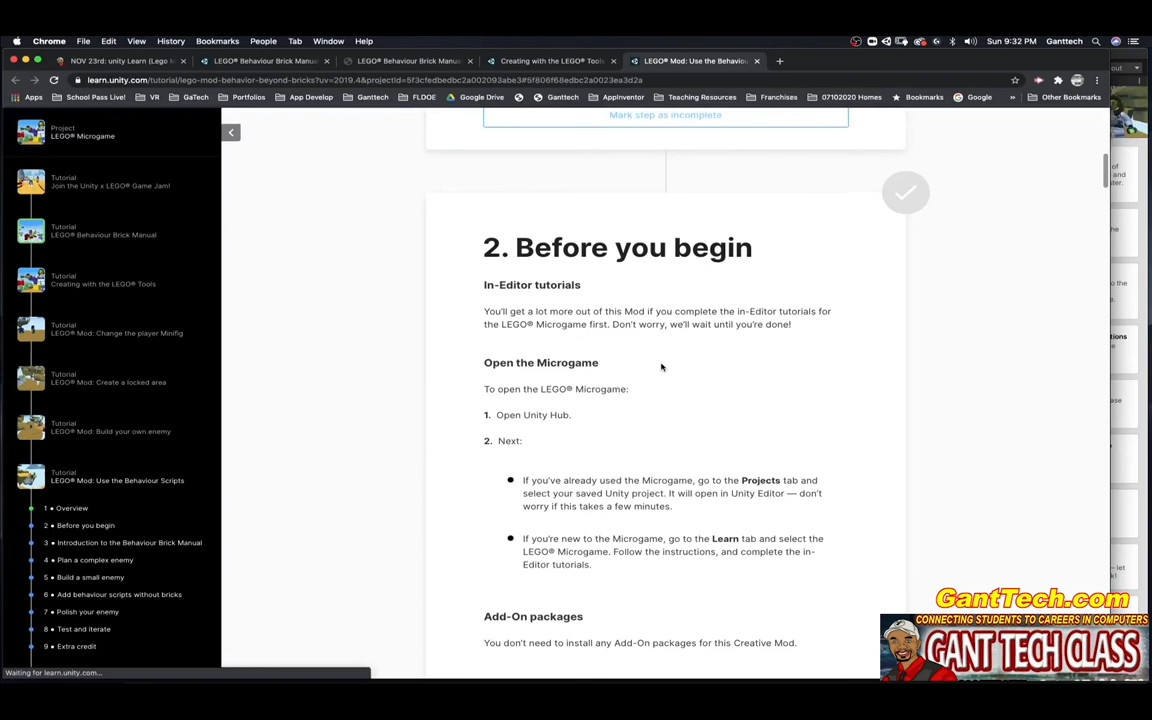 Chrome File Edit View History Bookmarks People Tab Window Help Sun 9:32 PM Ganttech
NOV 23rd: unity Learn (Lego M LEGO® Behaviour Brick Manual LEGO® Behaviour Brick Manual Creating with the LEGO® Tools LEGO® Mod: Use the Behaviou
learn.unity.com/tutorial/lego-mod-behavior-beyond-bricks?uv=2019.4&projectId=5f3cfedbedbc2a002093abe3#5f806f68edbc2a0023ea3d2a
Apps School Pass Live! VR GaTech Portfolios App Develop Ganttech FLDOE Google Drive Ganttech AppInventor Teaching Resources Franchises 07102020 Homes Bookmarks Google Other Bookmarks
Project
LEGO® Microgame
Tutorial
Join the Unity x LEGO® Game Jam!
Tutorial
LEGO® Behaviour Brick Manual
Tutorial
Creating with the LEGO® Tools
Tutorial
LEGO® Mod: Change the player Minifig
Tutorial
LEGO® Mod: Create a locked area
Tutorial
LEGO® Mod: Build your own enemy
Tutorial
LEGO® Mod: Use the Behaviour Scripts
1 • Overview
2 • Before you begin
3 • Introduction to the Behaviour Brick Manual
4 • Plan a complex enemy
5 • Build a small enemy
6 • Add behaviour scripts without bricks
7 • Polish your enemy
8 • Test and iterate
9 • Extra credit
Waiting for learn.unity.com...
Mark step as incomplete
2. Before you begin
In-Editor tutorials
You'll get a lot more out of this Mod if you complete the in-Editor tutorials for
the LEGO® Microgame first. Don't worry, we'll wait until you're done!
Open the Microgame
To open the LEGO® Microgame:
1. Open Unity Hub.
2. Next:
If you've already used the Microgame, go to the Projects tab and
select your saved Unity project. It will open in Unity Editor — don't
worry if this takes a few minutes.
If you're new to the Microgame, go to the Learn tab and select the
LEGO® Microgame. Follow the instructions, and complete the in-
Editor tutorials.
Add-On packages
You don't need to install any Add-On packages for this Creative Mod.
out
of
and
ter.
the
o the
tions
e
ase
— let
k!
GantTech.com
CONNECTING STUDENTS TO CAREERS IN COMPUTERS
GANT TECH CLASS